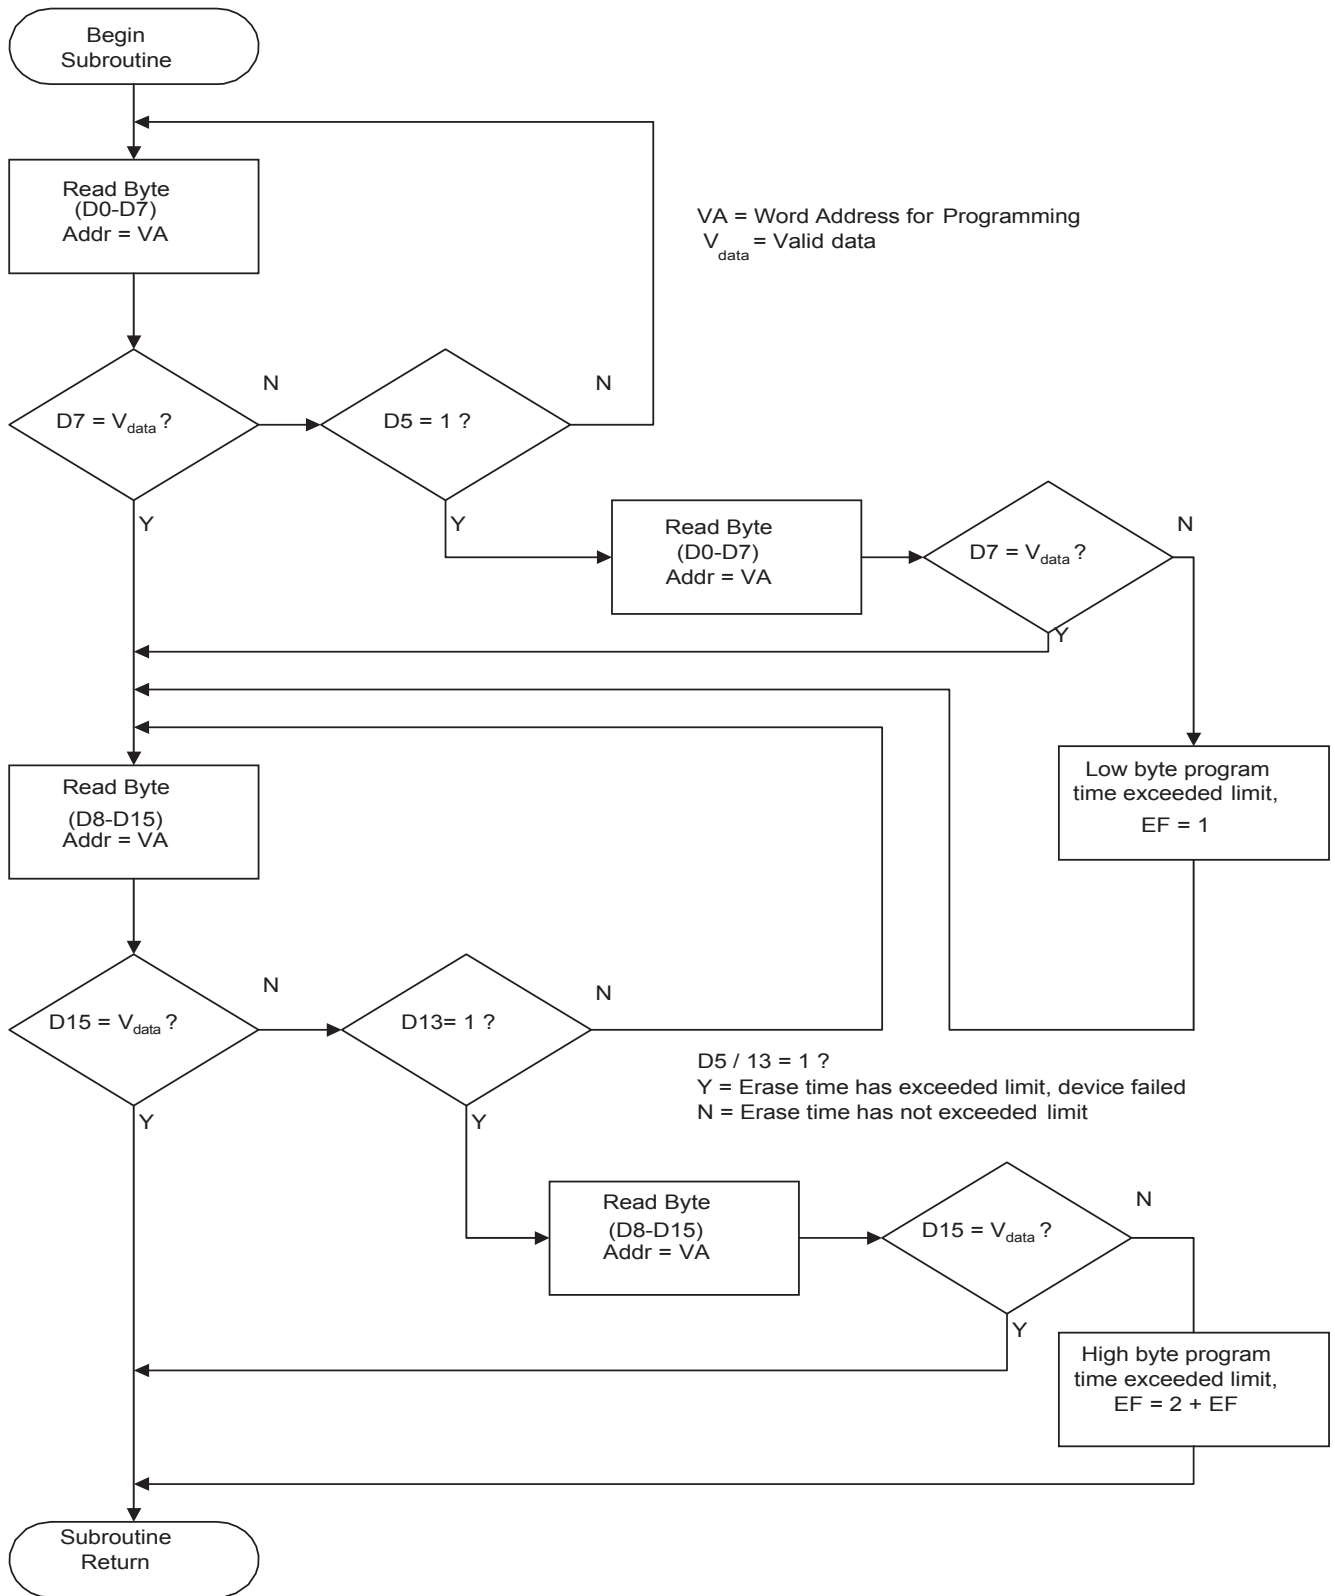 Begin
Subroutine
Read Byte
(D0-D7)
Addr = VA
VA = Word Address for Programming
Vdata = Valid data
D7 = Vdata ?
N
D5 = 1 ?
N
Y
Y
Read Byte
(D0-D7)
Addr = VA
D7 = Vdata ?
N
Y
Read Byte
(D8-D15)
Addr = VA
Low byte program
time exceeded limit,
EF = 1
D15 = Vdata ?
N
D13= 1 ?
N
D5 / 13 = 1 ?
Y = Erase time has exceeded limit, device failed
N = Erase time has not exceeded limit
Y
Y
Read Byte
(D8-D15)
Addr = VA
D15 = Vdata ?
N
Y
High byte program
time exceeded limit,
EF = 2 + EF
Subroutine
Return